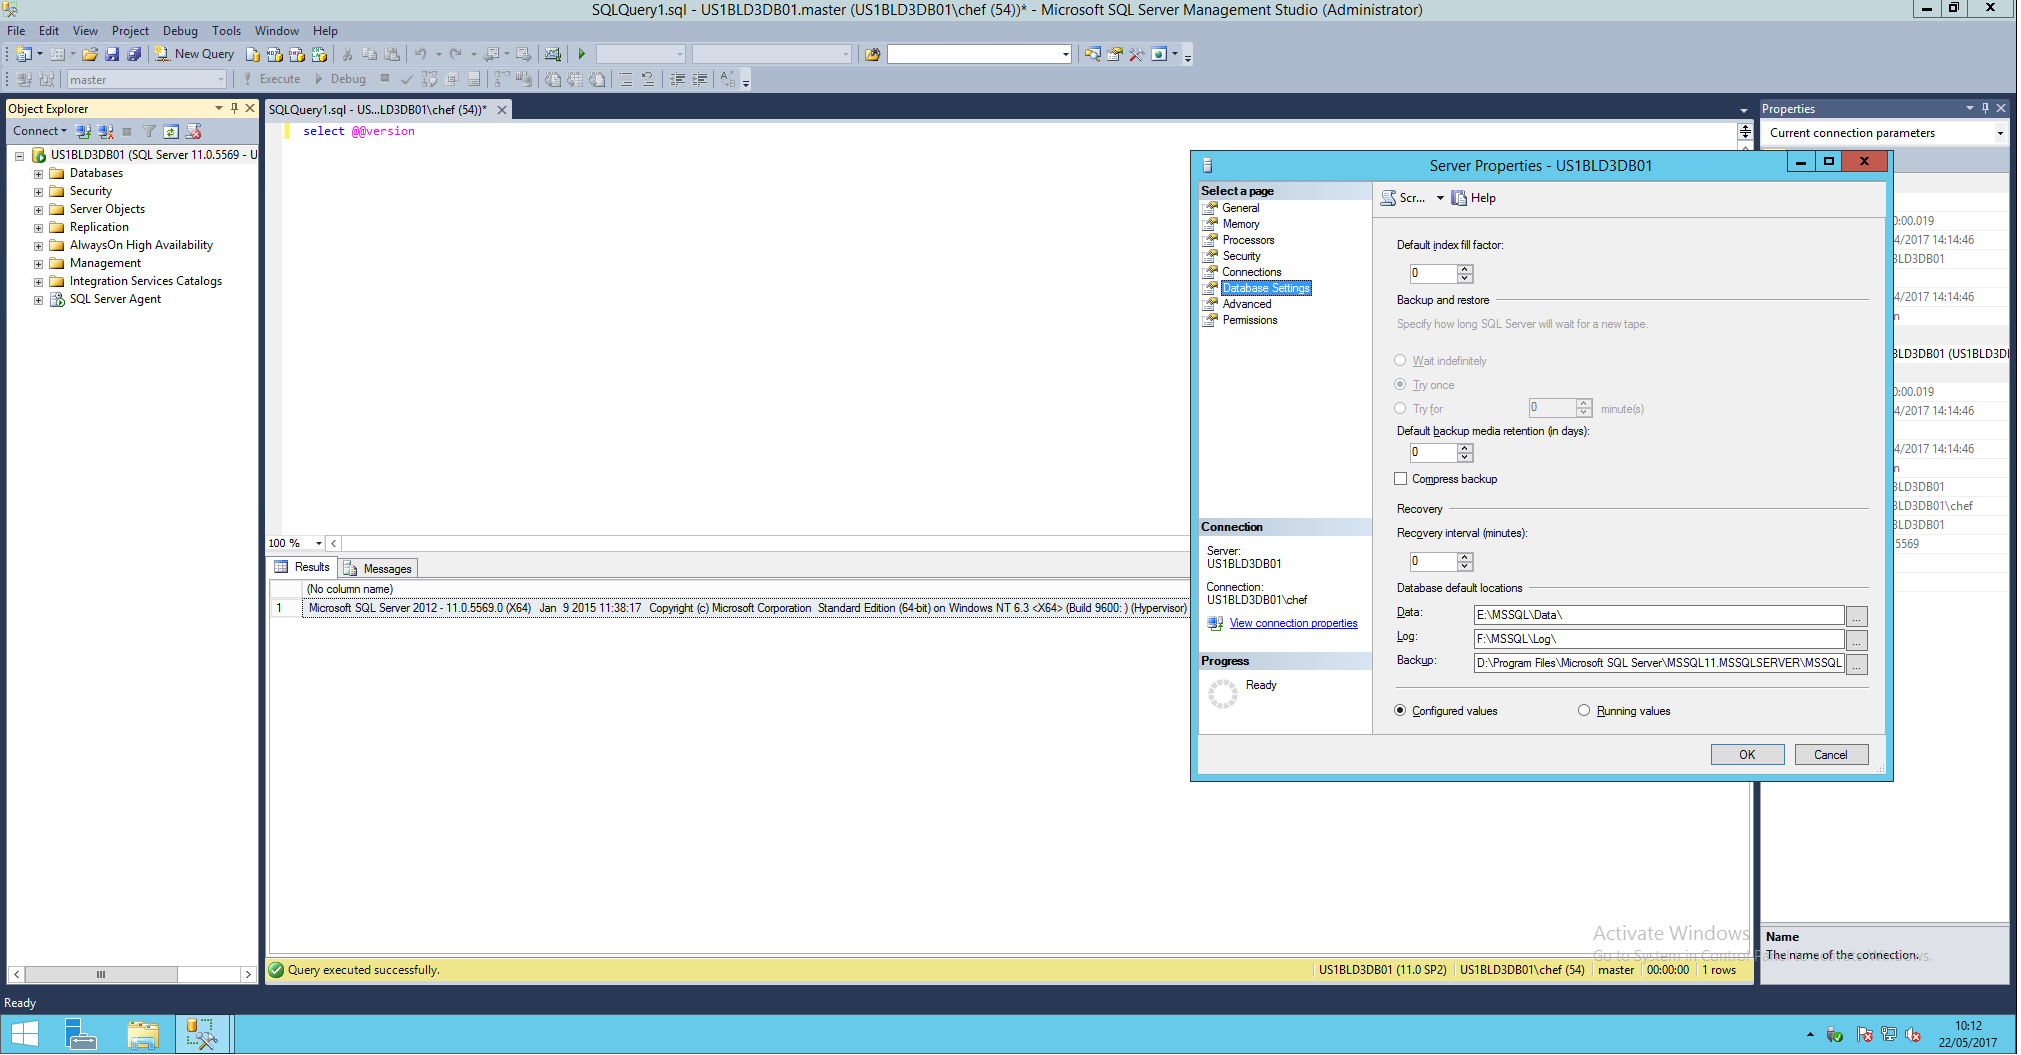 SQLQuery1.sql - US1BLD3DB01.master (US1BLD3DB01\chef (54))* - Microsoft SQL Server Management Studio (Administrator)
File Edit View Project Debug Tools Window Help
New Query
master Execute Debug
Object Explorer
Connect
US1BLD3DB01 (SQL Server 11.0.5569 - U
Databases
Security
Server Objects
Replication
AlwaysOn High Availability
Management
Integration Services Catalogs
SQL Server Agent
SQLQuery1.sql - US...LD3DB01\chef (54))*
select @@version
100 %
Results Messages
(No column name)
1 Microsoft SQL Server 2012 - 11.0.5569.0 (X64) Jan 9 2015 11:38:17 Copyright (c) Microsoft Corporation Standard Edition (64-bit) on Windows NT 6.3 <X64> (Build 9600: ) (Hypervisor)
Query executed successfully.
US1BLD3DB01 (11.0 SP2) US1BLD3DB01\chef (54) master 00:00:00 1 rows
Server Properties - US1BLD3DB01
Select a page
General
Memory
Processors
Security
Connections
Database Settings
Advanced
Permissions
Connection
Server:
US1BLD3DB01
Connection:
US1BLD3DB01\chef
View connection properties
Progress
Ready
Scr... Help
Default index fill factor:
0
Backup and restore
Specify how long SQL Server will wait for a new tape.
Wait indefinitely
Try once
Try for 0 minute(s)
Default backup media retention (in days):
0
Compress backup
Recovery
Recovery interval (minutes):
0
Database default locations
Data: E:\MSSQL\Data\ ...
Log: F:\MSSQL\Log\ ...
Backup: D:\Program Files\Microsoft SQL Server\MSSQL11.MSSQLSERVER\MSSQL ...
Configured values Running values
OK Cancel
Properties
Current connection parameters
0:00.019
4/2017 14:14:46
BLD3DB01
4/2017 14:14:46
n
BLD3DB01 (US1BLD3DI
0:00.019
4/2017 14:14:46
4/2017 14:14:46
n
BLD3DB01
BLD3DB01\chef
BLD3DB01
5569
Name
The name of the connection.
Activate Windows
Go to System in Control Panel to activate Windows.
Ready
10:12
22/05/2017